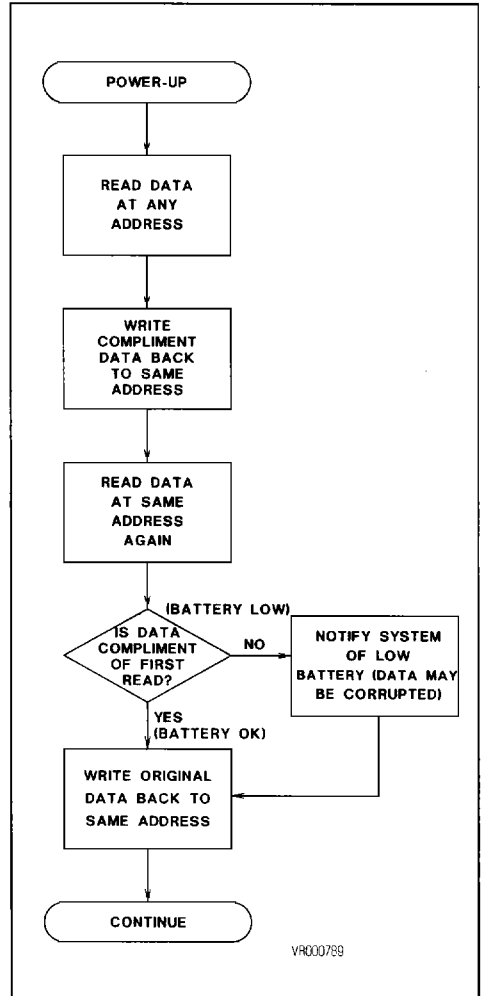 POWER-UP
READ DATA
AT ANY
ADDRESS
WRITE
COMPLIMENT
DATA BACK
TO SAME
ADDRESS
READ DATA
AT SAME
ADDRESS
AGAIN
(BATTERY LOW)
IS DATA
COMPLIMENT
OF FIRST
READ?
NO
NOTIFY SYSTEM
OF LOW
BATTERY (DATA MAY
BE CORRUPTED)
YES
(BATTERY OK)
WRITE ORIGINAL
DATA BACK TO
SAME ADDRESS
CONTINUE
VR000789